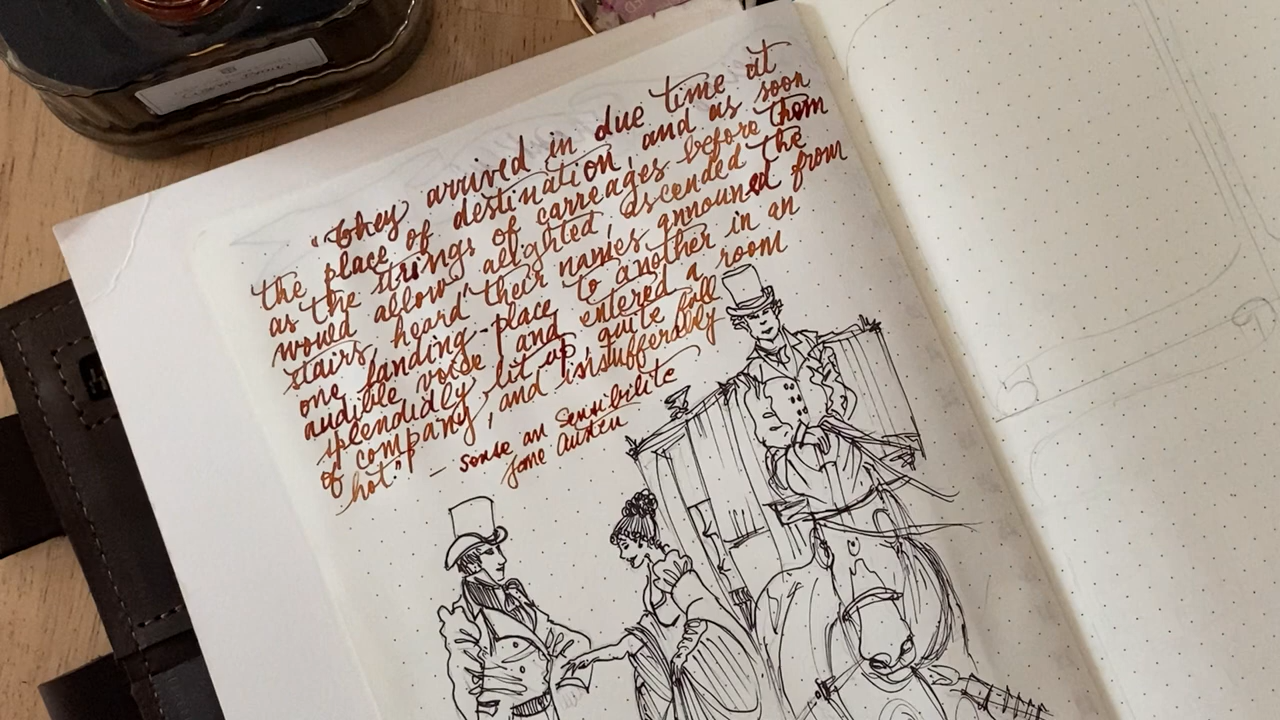 "they arrived in due time at
the place of destination, and as soon
as the strings of carreages before them
would allow, alighted, ascended the
stairs, heard their names announed from
one landing-place to another in an
audible voice and entered a room
splendidly lit up, quite full
of company, and insufferably
hot" — Sense an Sensibilite
Jane Austen